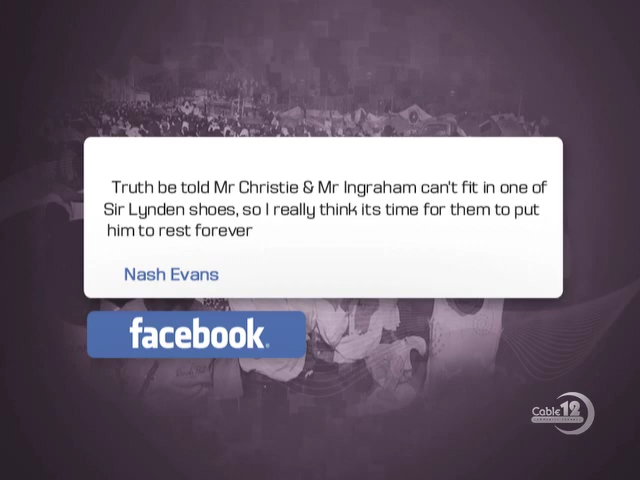 Truth be told Mr Christie & Mr Ingraham can't fit in one of
Sir Lynden shoes, so I really think its time for them to put
him to rest forever
Nash Evans
facebook
Cable 12